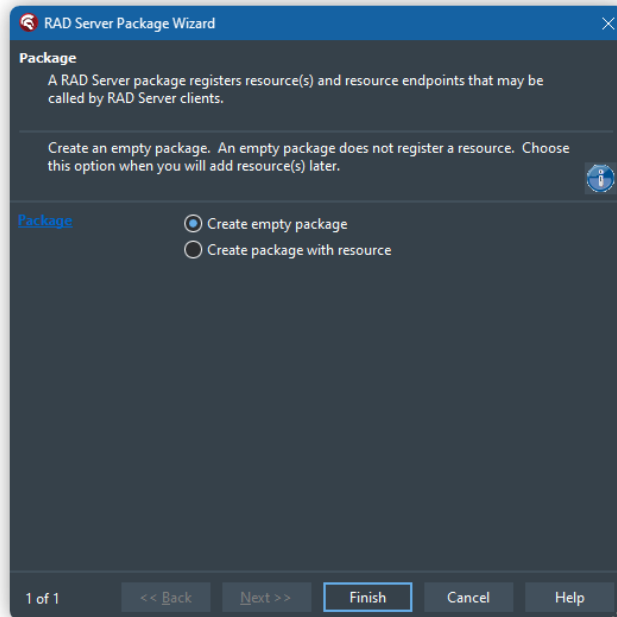 RAD Server Package Wizard
Package
A RAD Server package registers resource(s) and resource endpoints that may be
called by RAD Server clients.
Create an empty package.  An empty package does not register a resource.  Choose
this option when you will add resource(s) later.
Package
Create empty package
Create package with resource
1 of 1
<< Back
Next >>
Finish
Cancel
Help